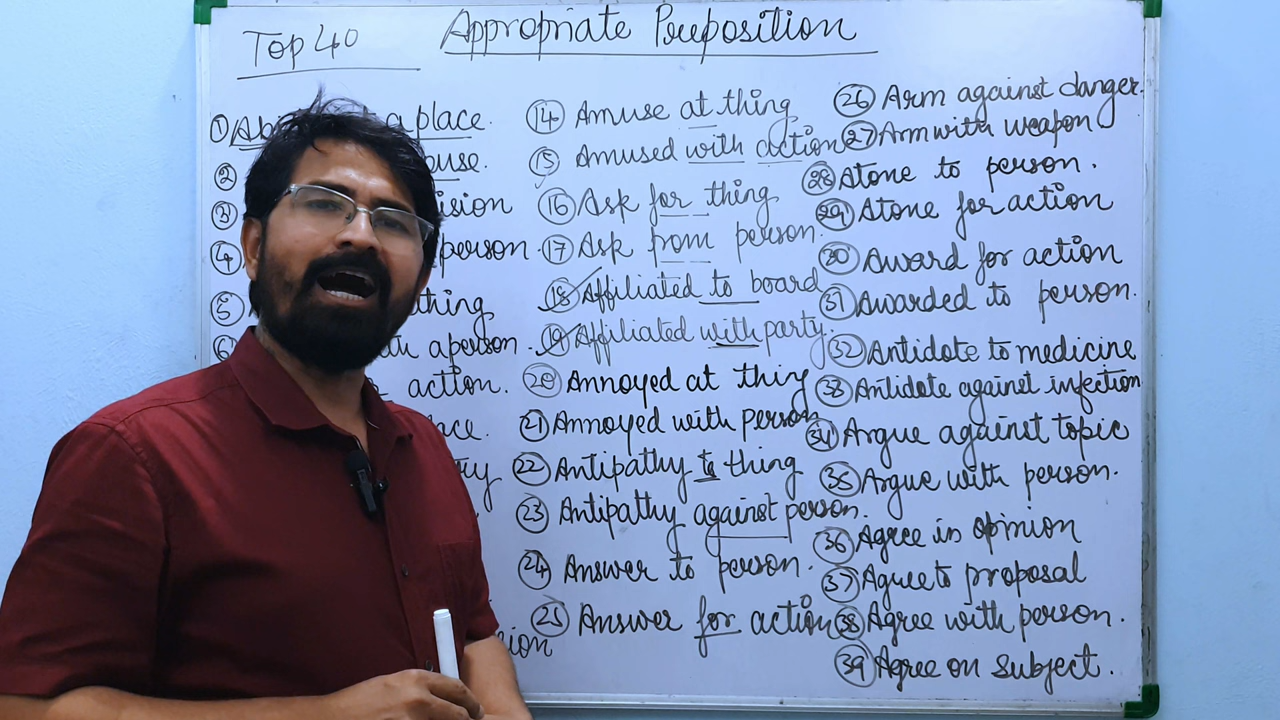 Top 40
Appropriate Preposition
① a place.
②
③ ision
④ person
⑤ thing
⑥ a person.
action.
⑭ Amuse at thing
⑮ Amused with action
⑯ Ask for thing
⑰ Ask from person.
⑱ Affiliated to board
⑲ Affiliated with party.
⑳ Annoyed at thing
㉑ Annoyed with person
㉒ Antipathy to thing
㉓ Antipathy against person.
㉔ Answer to person.
㉕ Answer for action
㉖ Arm against danger.
㉗ Arm with weapon
㉘ Atone to person.
㉙ Atone for action
㉚ Award for action
㉛ Awarded to person.
㉜ Antidote to medicine
㉝ Antidote against infection
㉞ Argue against topic
㉟ Argue with person.
㊱ Agree in opinion
㊲ Agree to proposal
㊳ Agree with person.
㊴ Agree on subject.